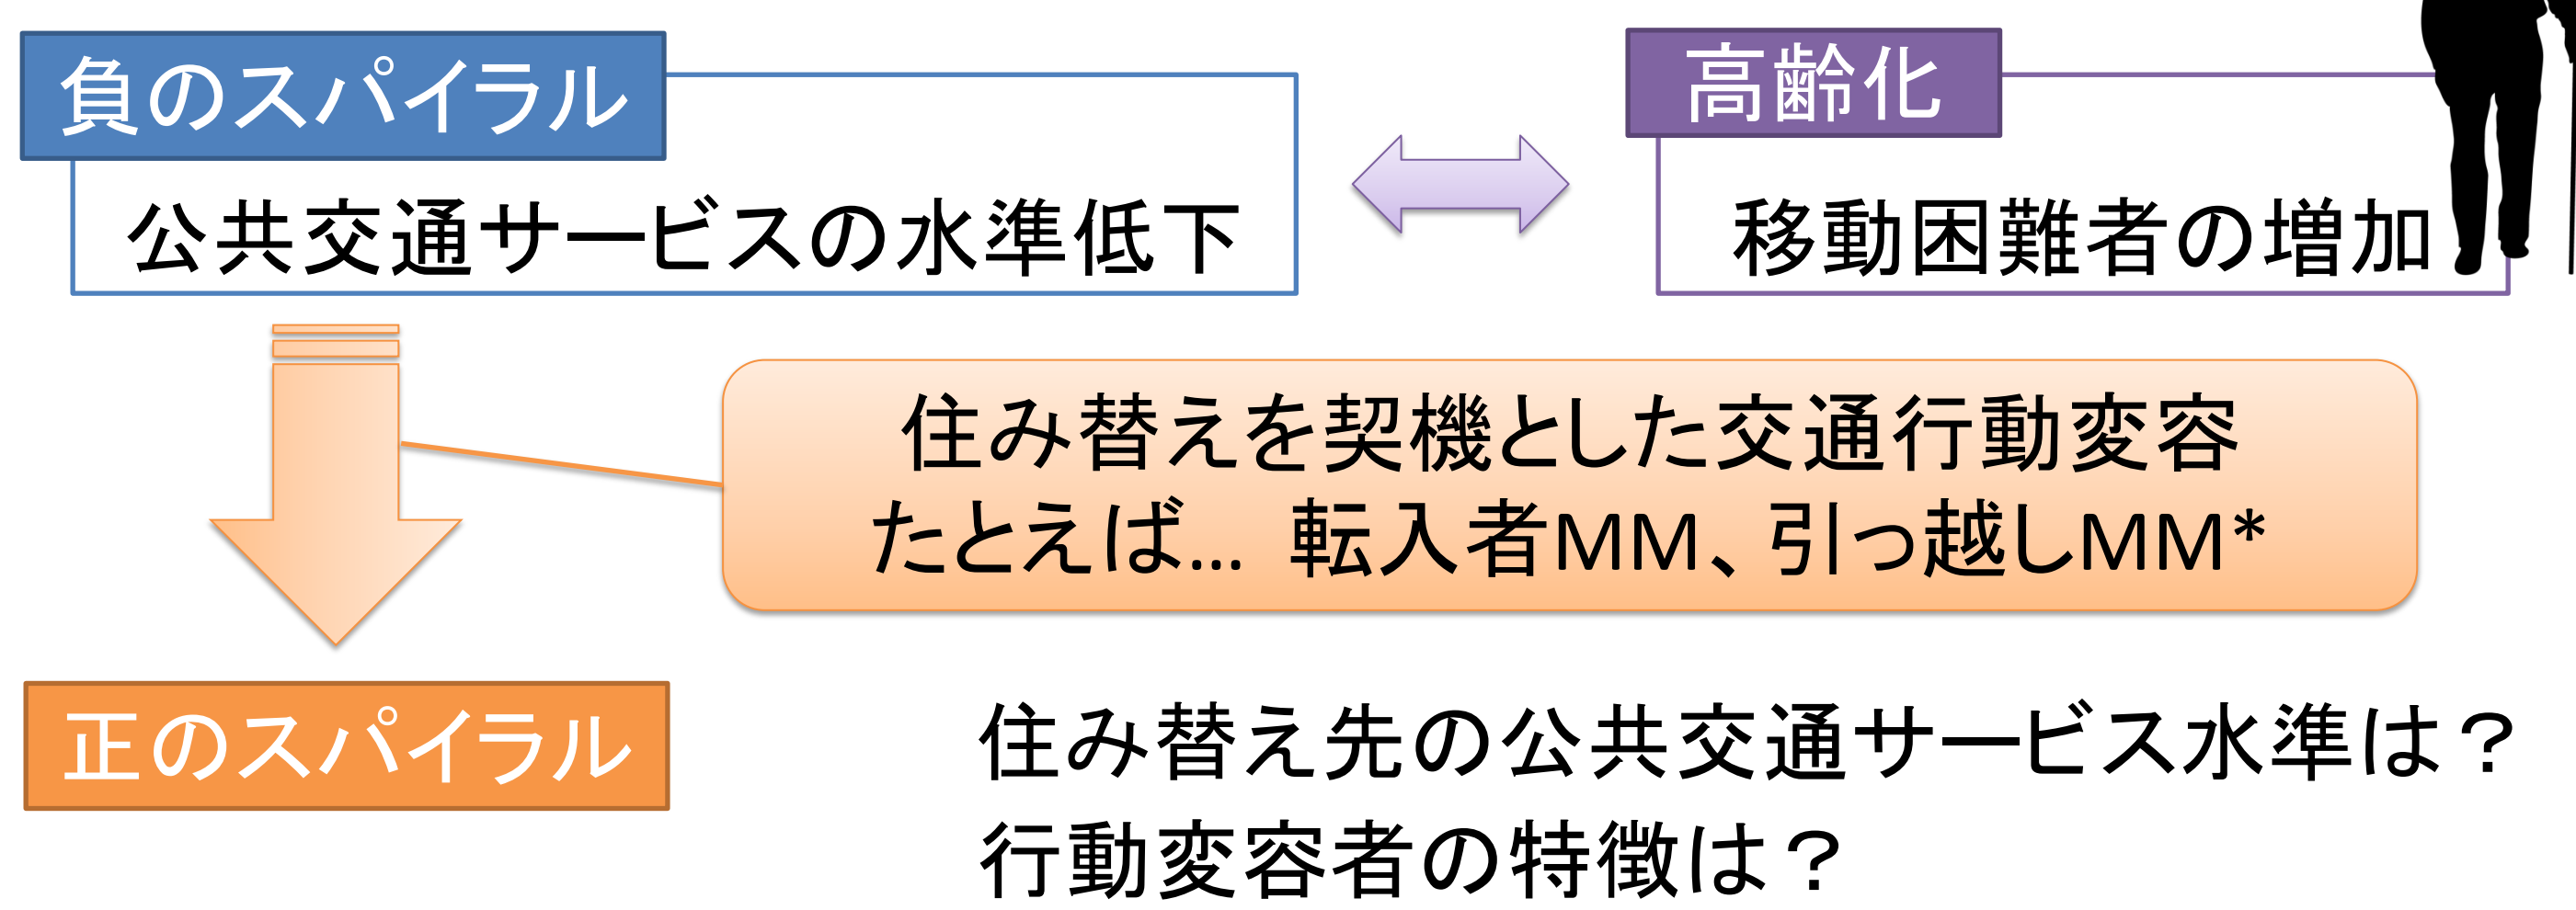 負のスパイラル
公共交通サービスの水準低下
高齢化
移動困難者の増加
住み替えを契機とした交通行動変容
たとえば… 転入者MM、引っ越しMM*
正のスパイラル
住み替え先の公共交通サービス水準は？
行動変容者の特徴は？